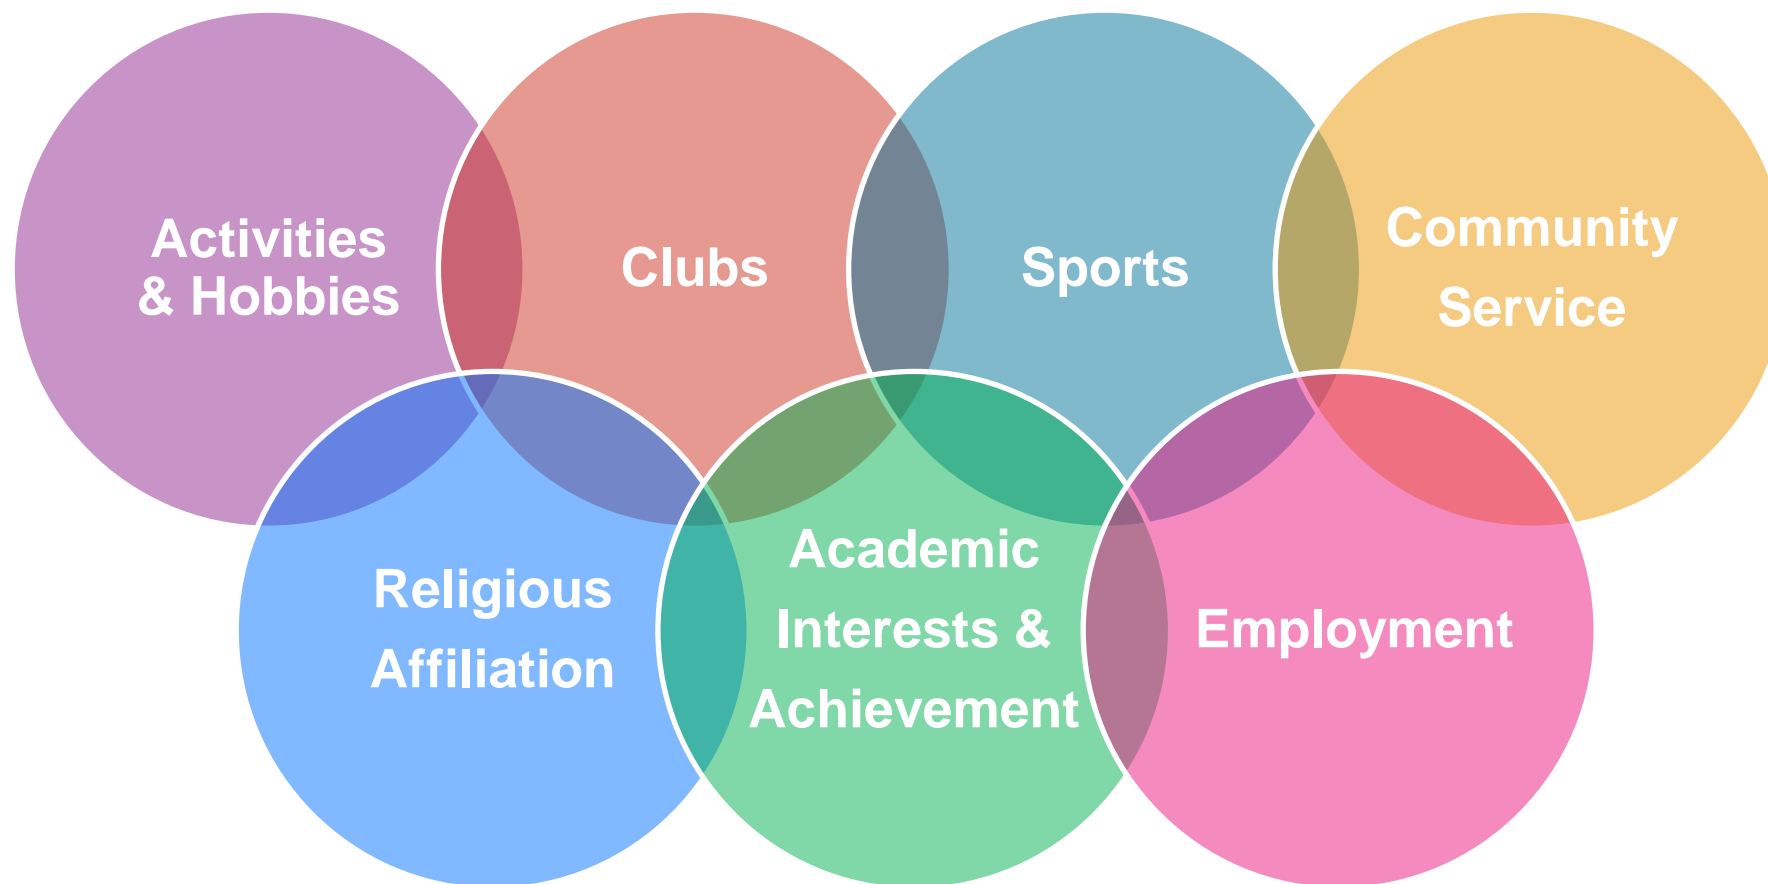 Activities
& Hobbies
Clubs
Sports
Community
Service
Religious
Affiliation
Academic
Interests &
Achievement
Employment